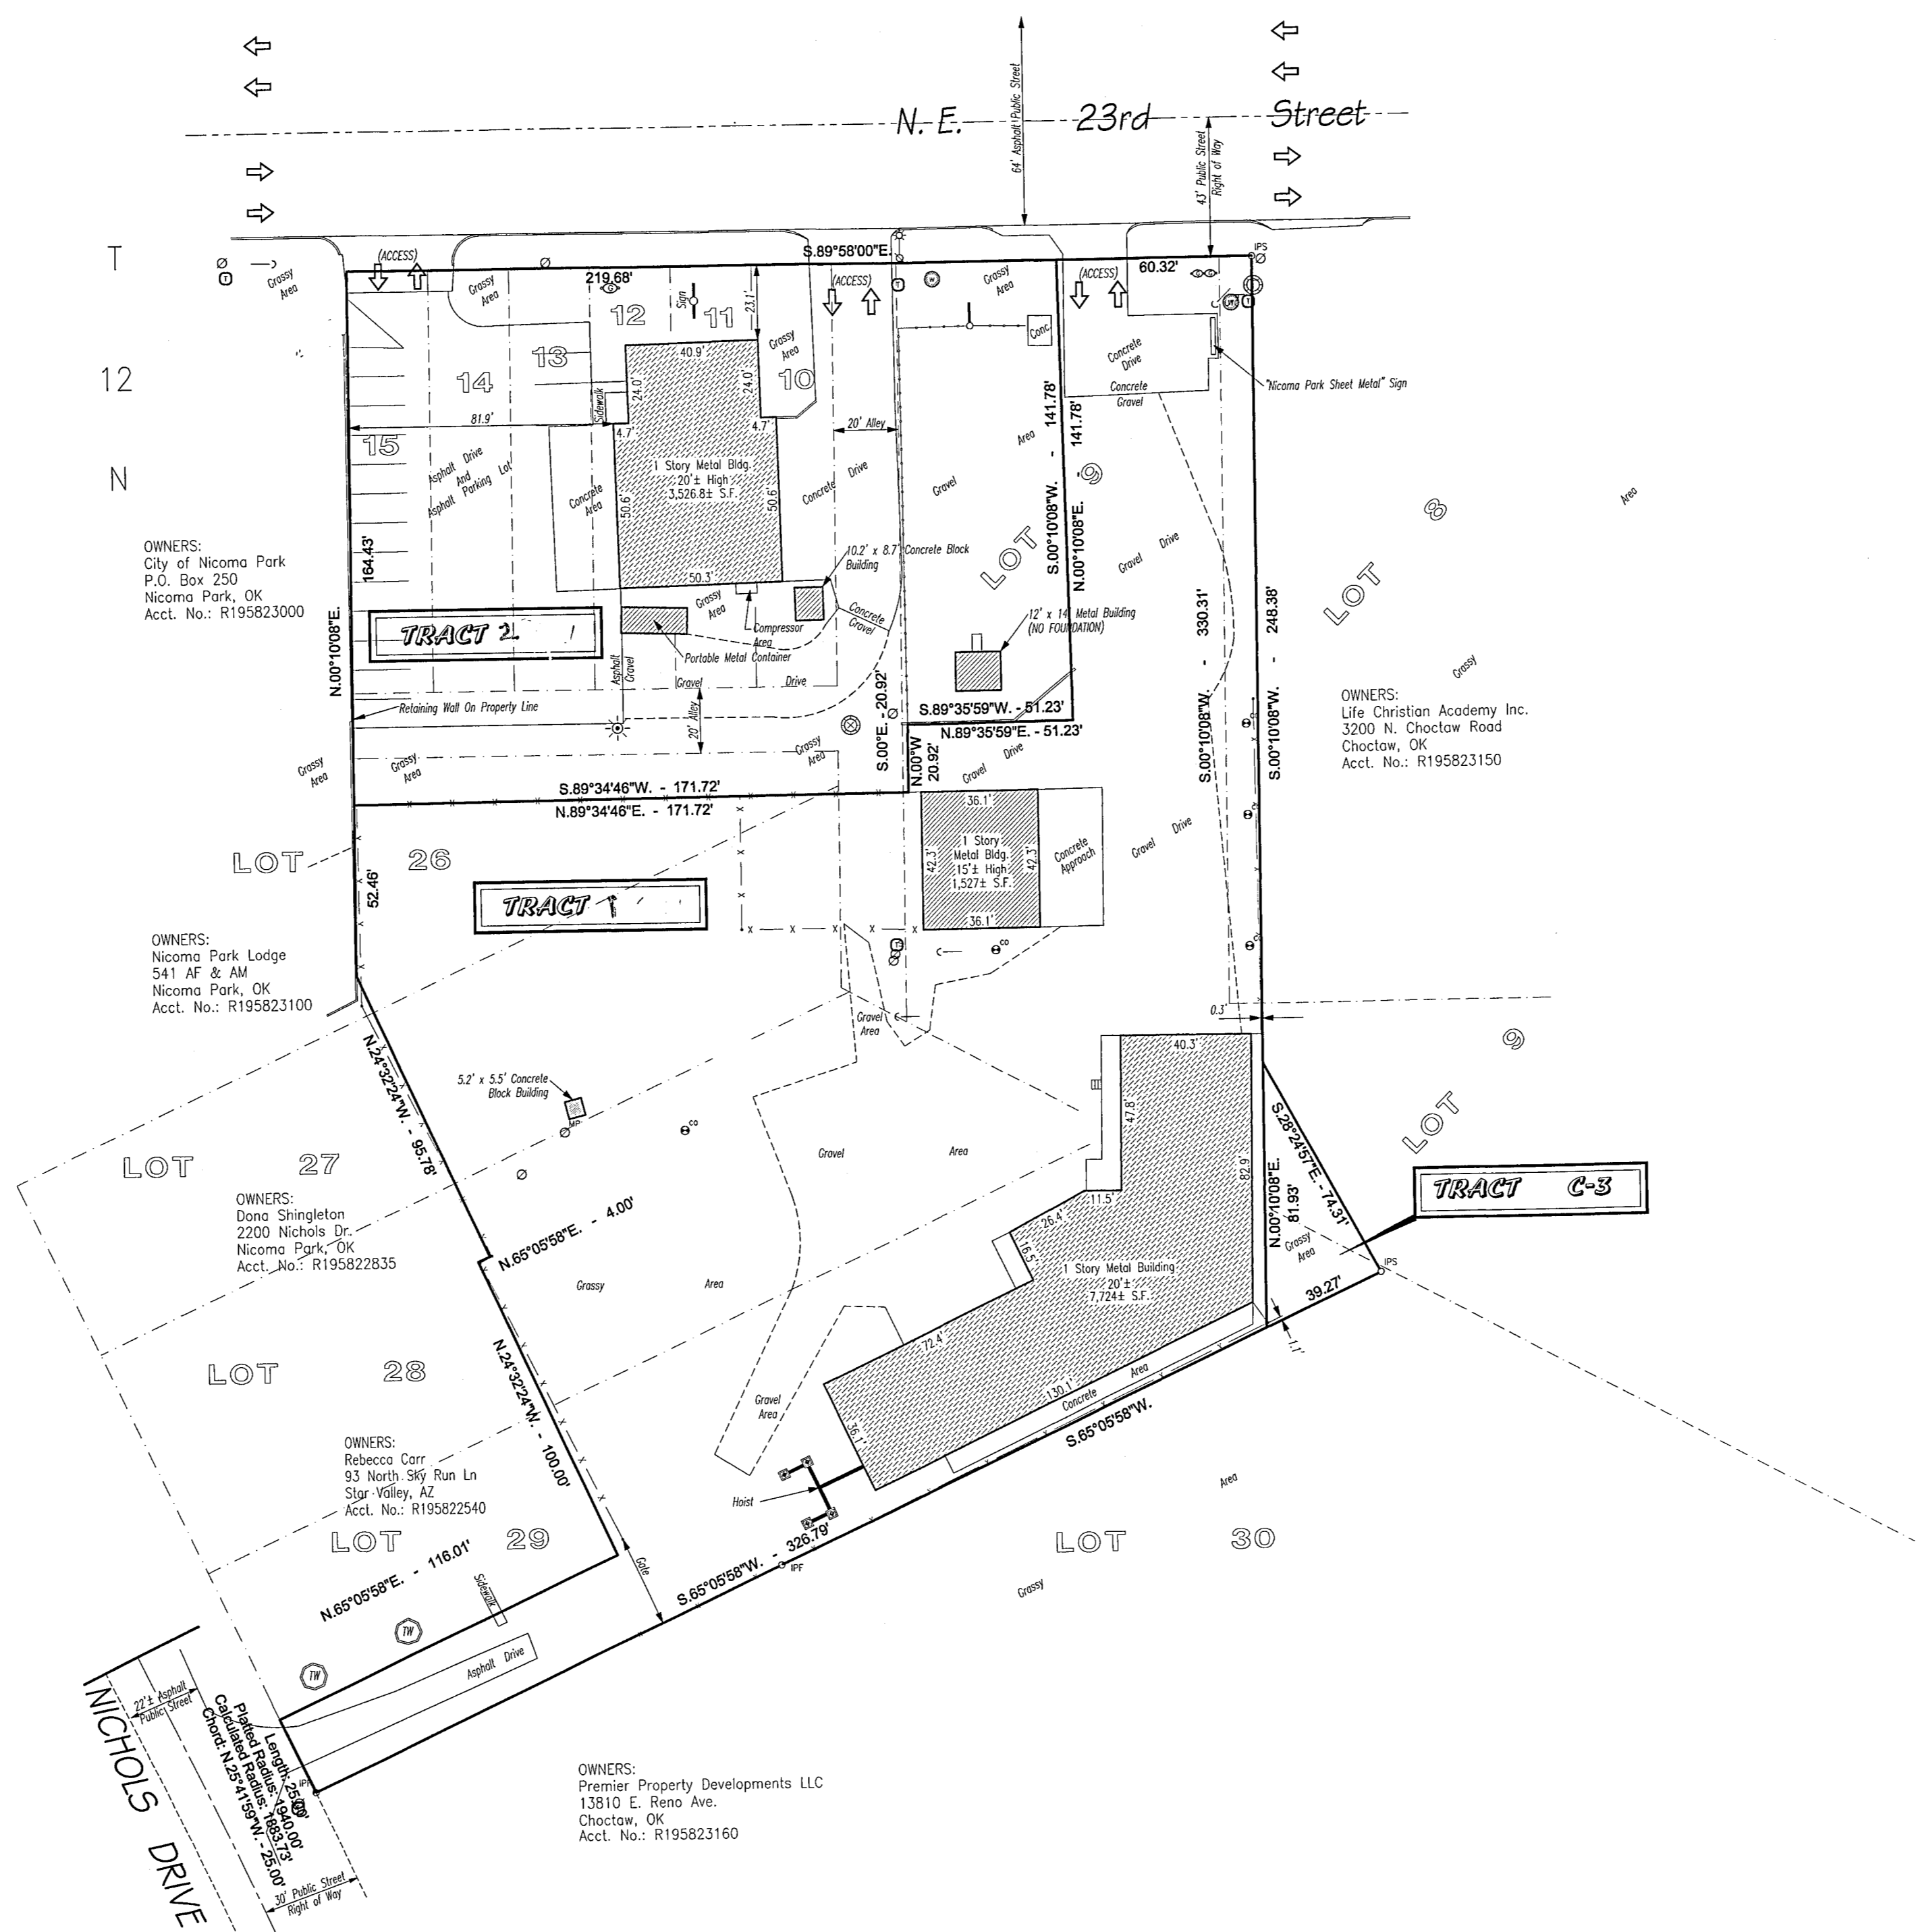 N. E. 23rd Street
64' Asphalt Public Street
43' Public Street
Right of Way
T
12
N
(ACCESS)
S.89°58'00"E.
219.68'
60.32'
IPS
(ACCESS)
(ACCESS)
Grassy
Area
Grassy
Area
Grassy
Area
Grassy
Area
G
Sign
12
11
13
14
10
15
23.1'
40.9'
24.0'
24.0'
4.7'
4.7'
Sidewalk
81.9'
20' Alley
T
W
Conc.
G G
T
Concrete
Drive
Concrete
Gravel
"Nicoma Park Sheet Metal" Sign
Asphalt Drive
And
Asphalt Parking Lot
Concrete
Area
1 Story Metal Bldg.
20'± High
3,526.8± S.F.
50.6'
50.6'
50.3'
Concrete Drive
Gravel
Area
S.00°10'08"W. - 141.78'
N.00°10'08"E. - 141.78'
LOT 9
Gravel Drive
S.00°10'08"W. - 330.31'
S.00°10'08"W. - 248.38'
LOT 8
Area
Grassy
OWNERS:
City of Nicoma Park
P.O. Box 250
Nicoma Park, OK
Acct. No.: R195823000
164.43'
N.00°10'08"E.
TRACT 2
10.2' x 8.7' Concrete Block
Building
Grassy
Area
Compressor
Area
Portable Metal Container
Concrete
Gravel
Asphalt
Gravel
Gravel Drive
12' x 14' Metal Building
(NO FOUNDATION)
Retaining Wall On Property Line
20' Alley
S.00°E. - 20.92'
N.00°W
20.92'
S.89°35'59"W. - 51.23'
N.89°35'59"E. - 51.23'
Gravel Drive
Grassy
Area
Grassy
Area
Grassy
Area
S.89°34'46"W. - 171.72'
N.89°34'46"E. - 171.72'
OWNERS:
Life Christian Academy Inc.
3200 N. Choctaw Road
Choctaw, OK
Acct. No.: R195823150
LOT 26
52.46'
TRACT 1
36.1'
1 Story
Metal Bldg.
15'± High
1,527± S.F.
42.3'
42.3'
36.1'
Concrete
Approach
Gravel Drive
OWNERS:
Nicoma Park Lodge
541 AF & AM
Nicoma Park, OK
Acct. No.: R195823100
CO
Gravel
Area
0.3'
N.24°32'24"W. - 95.78'
5.2' x 5.5' Concrete
Block Building
MP
CO
Gravel Area
40.3'
47.8'
82.9'
11.5'
26.4'
16.5'
1 Story Metal Building
20'±
7,724± S.F.
72.4'
130.1'
36.1'
Concrete Area
S.28°24'57"E. - 74.31'
N.00°10'08"E.
81.93'
Grassy
Area
LOT 9
TRACT C-3
IPS
39.27'
1.1'
LOT 27
OWNERS:
Dona Shingleton
2200 Nichols Dr.
Nicoma Park, OK
Acct. No.: R195822835
N.65°05'58"E. - 4.00'
Grassy Area
LOT 28
N.24°32'24"W. - 100.00'
Gravel
Area
S.65°05'58"W.
Hoist
OWNERS:
Rebecca Carr
93 North Sky Run Ln
Star Valley, AZ
Acct. No.: R195822540
LOT 29
N.65°05'58"E. - 116.01'
Gate
S.65°05'58"W. - 326.79'
IPF
LOT 30
Grassy
Area
Sidewalk
TW
TW
Asphalt Drive
22'± Asphalt
Public Street
NICHOLS DRIVE
Length: 25.00'
Platted Radius: 1940.00'
Calculated Radius: 1883.73'
Chord: N.25°41'59"W. - 25.00'
IPF
30' Public Street
Right of Way
OWNERS:
Premier Property Developments LLC
13810 E. Reno Ave.
Choctaw, OK
Acct. No.: R195823160